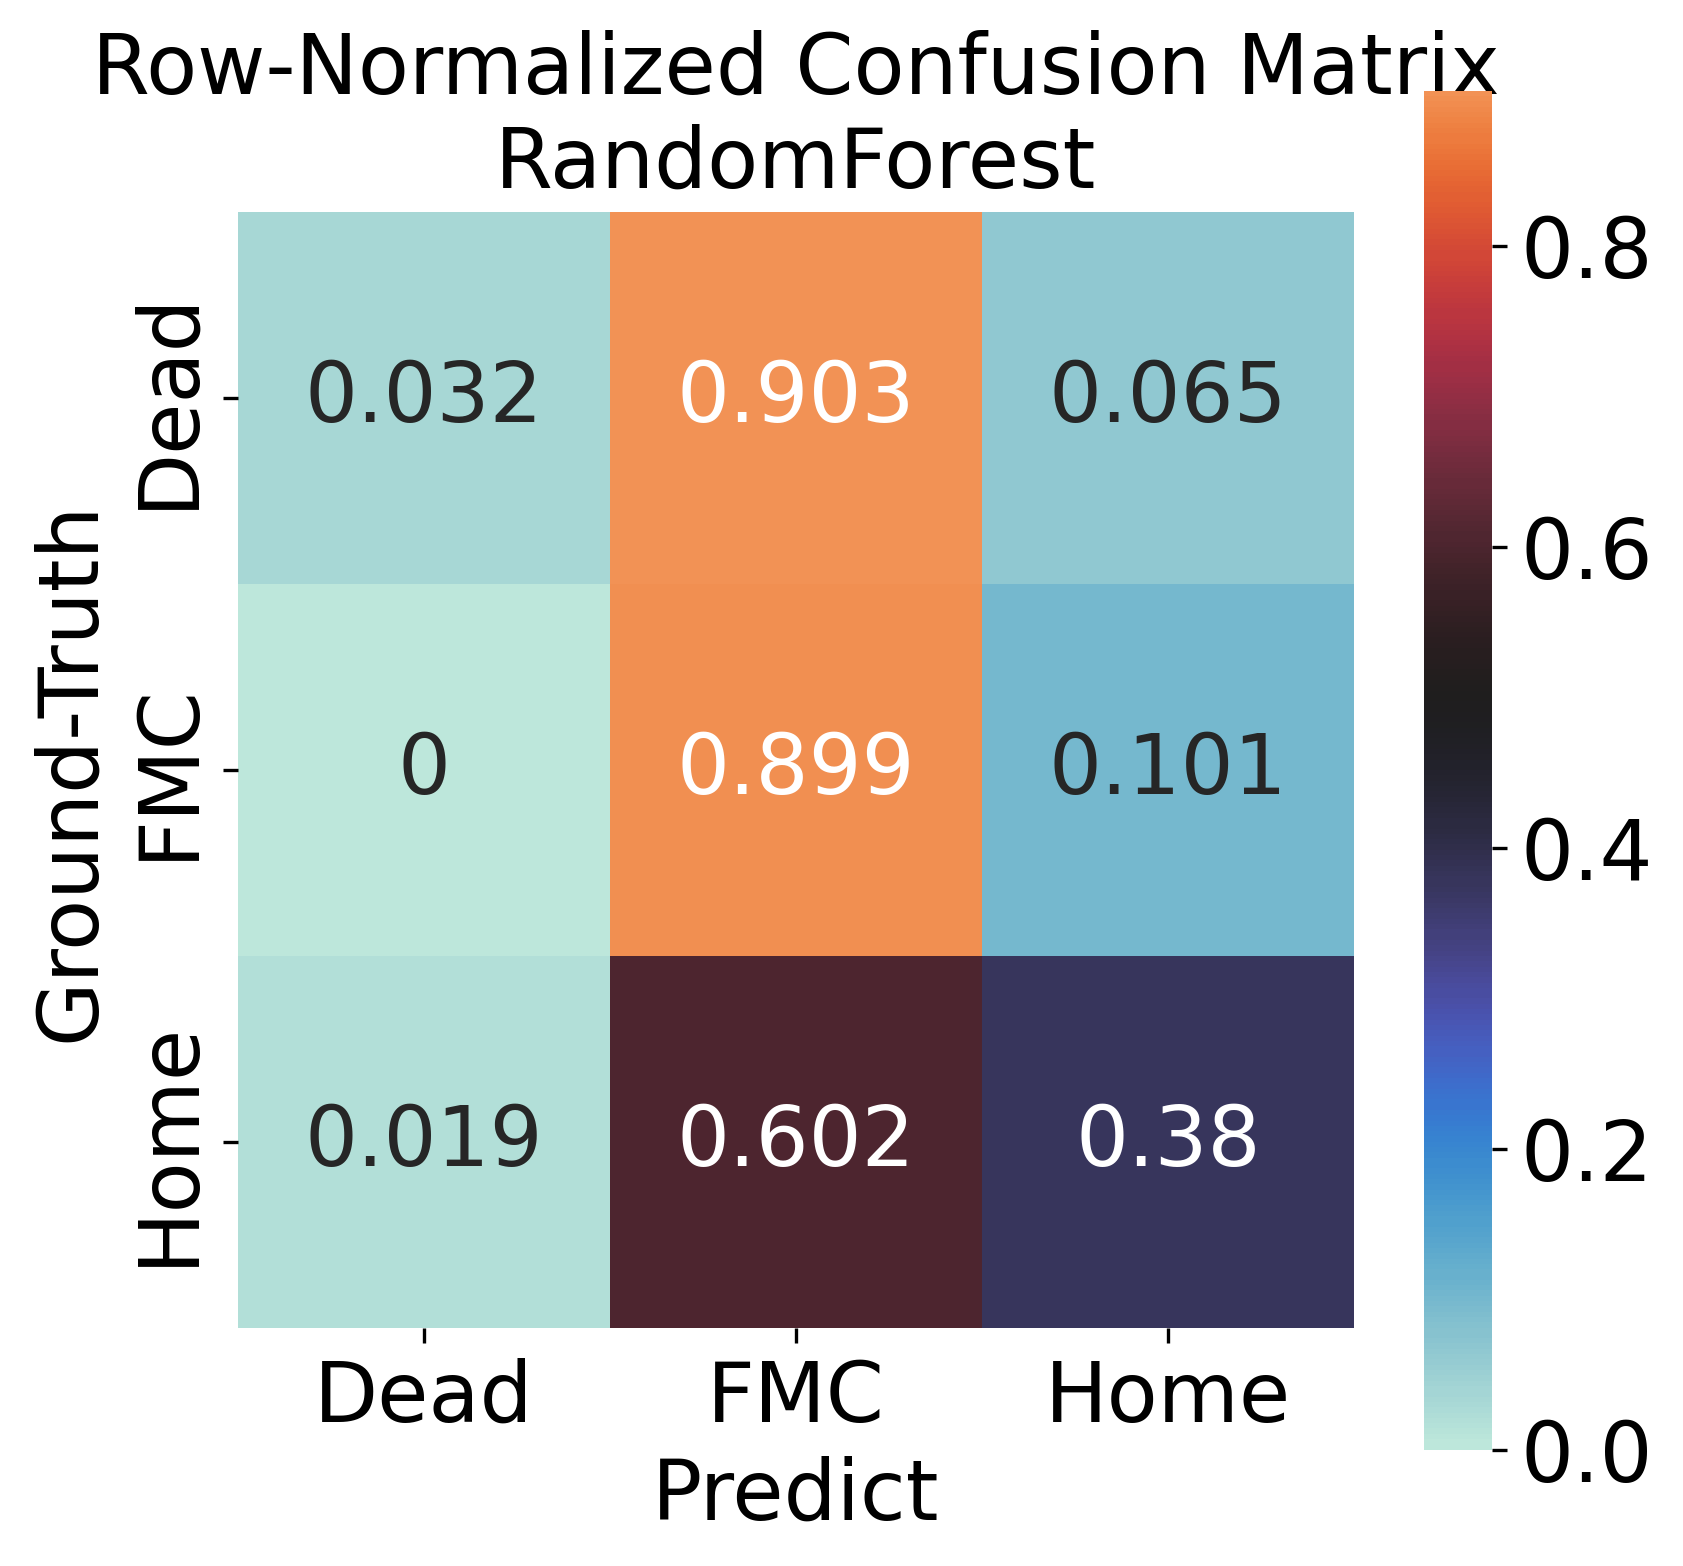 Row-Normalized Confusion Matrix
RandomForest
Ground-Truth
Dead
0.032 0.903 0.065
FMC
0 0.899 0.101
Home
0.019 0.602 0.38
Dead FMC Home
Predict
0.8
0.6
0.4
0.2
0.0